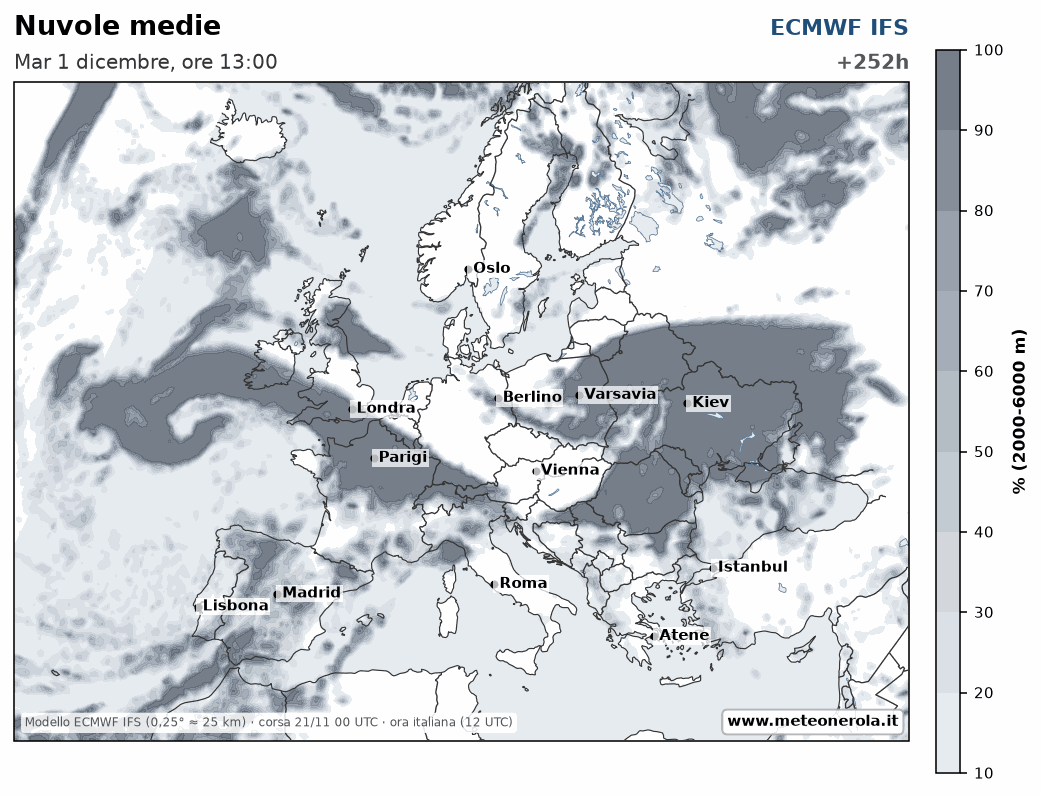 Nuvole medie
ECMWF IFS
Mar 1 dicembre, ore 13:00
+252h
100
90
80
70
60
50
40
30
20
10
% (2000-6000 m)
Oslo
Londra
Berlino
Varsavia
Kiev
Parigi
Vienna
Istanbul
Roma
Madrid
Lisbona
Atene
Modello ECMWF IFS (0,25° ≈ 25 km) · corsa 21/11 00 UTC · ora italiana (12 UTC)
www.meteonerola.it